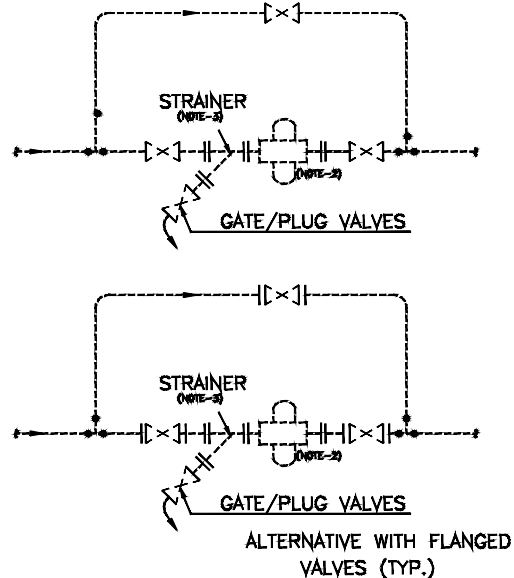 STRAINER
(NOTE-3)
(NOTE-2)
GATE/PLUG VALVES
STRAINER
(NOTE-3)
(NOTE-2)
GATE/PLUG VALVES
ALTERNATIVE WITH FLANGED
VALVES (TYP.)